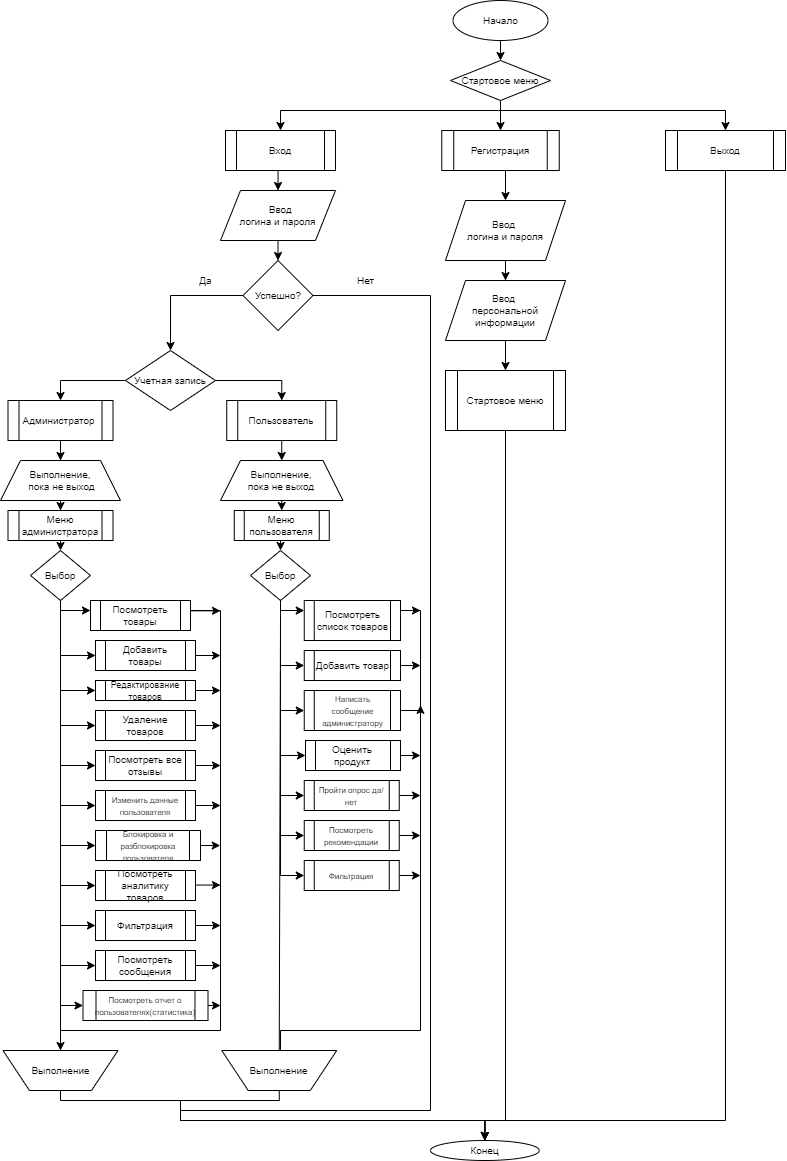 Начало
Стартовое меню
Вход
Регистрация
Выход
Ввод
логина и пароля
Ввод
логина и пароля
Да
Успешно?
Нет
Ввод
персональной
информации
Учетная запись
Стартовое меню
Администратор
Пользователь
Выполнение,
пока не выход
Выполнение,
пока не выход
Меню
администратора
Меню
пользователя
Выбор
Выбор
Посмотреть
товары
Добавить
товары
Редактирование
товаров
Удаление
товаров
Посмотреть все
отзывы
Изменить данные
пользователя
Блокировка и
разблокировка
пользователя
Посмотреть
аналитику
товаров
Фильтрация
Посмотреть
сообщения
Посмотреть отчет о
пользователях(статистика)
Посмотреть
список товаров
Добавить товар
Написать
сообщение
администратору
Оценить
продукт
Пройти опрос да/
нет
Посмотреть
рекомендации
Фильтрация
Выполнение
Выполнение
Конец